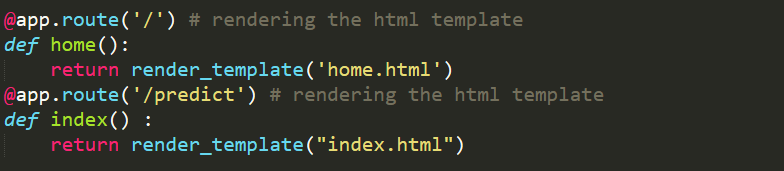 @app.route('/') # rendering the html template
def home():
    return render_template('home.html')
@app.route('/predict') # rendering the html template
def index() :
    return render_template("index.html")